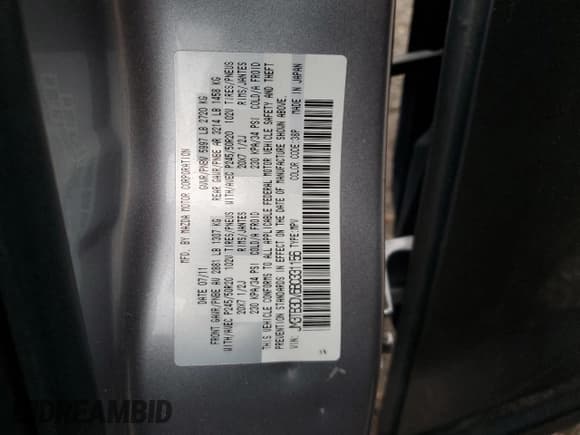 MFD. BY MAZDA MOTOR CORPORATION
DATE 07/11 GVWR/PNBV 5997 LB 2720 KG
FRONT GAWR/PNBE AV 2881 LB 1307 KG REAR GAWR/PNBE AR 3214 LB 1458 KG
WITH/AVEC P245/50R20 102V TIRES/PNEUS WITH/AVEC P245/50R20 102V TIRES/PNEUS
20X7 1/2J RIMS/JANTES 20X7 1/2J RIMS/JANTES
230 KPA/34 PSI COLD/A FROID 230 KPA/34 PSI COLD/A FROID
THIS VEHICLE CONFORMS TO ALL APPLICABLE FEDERAL MOTOR VEHICLE SAFETY AND THEFT
PREVENTION STANDARDS IN EFFECT ON THE DATE OF MANUFACTURE SHOWN ABOVE.
VIN: TYPE:MPV COLOR CODE:38P MADE IN JAPAN
DREAMBID